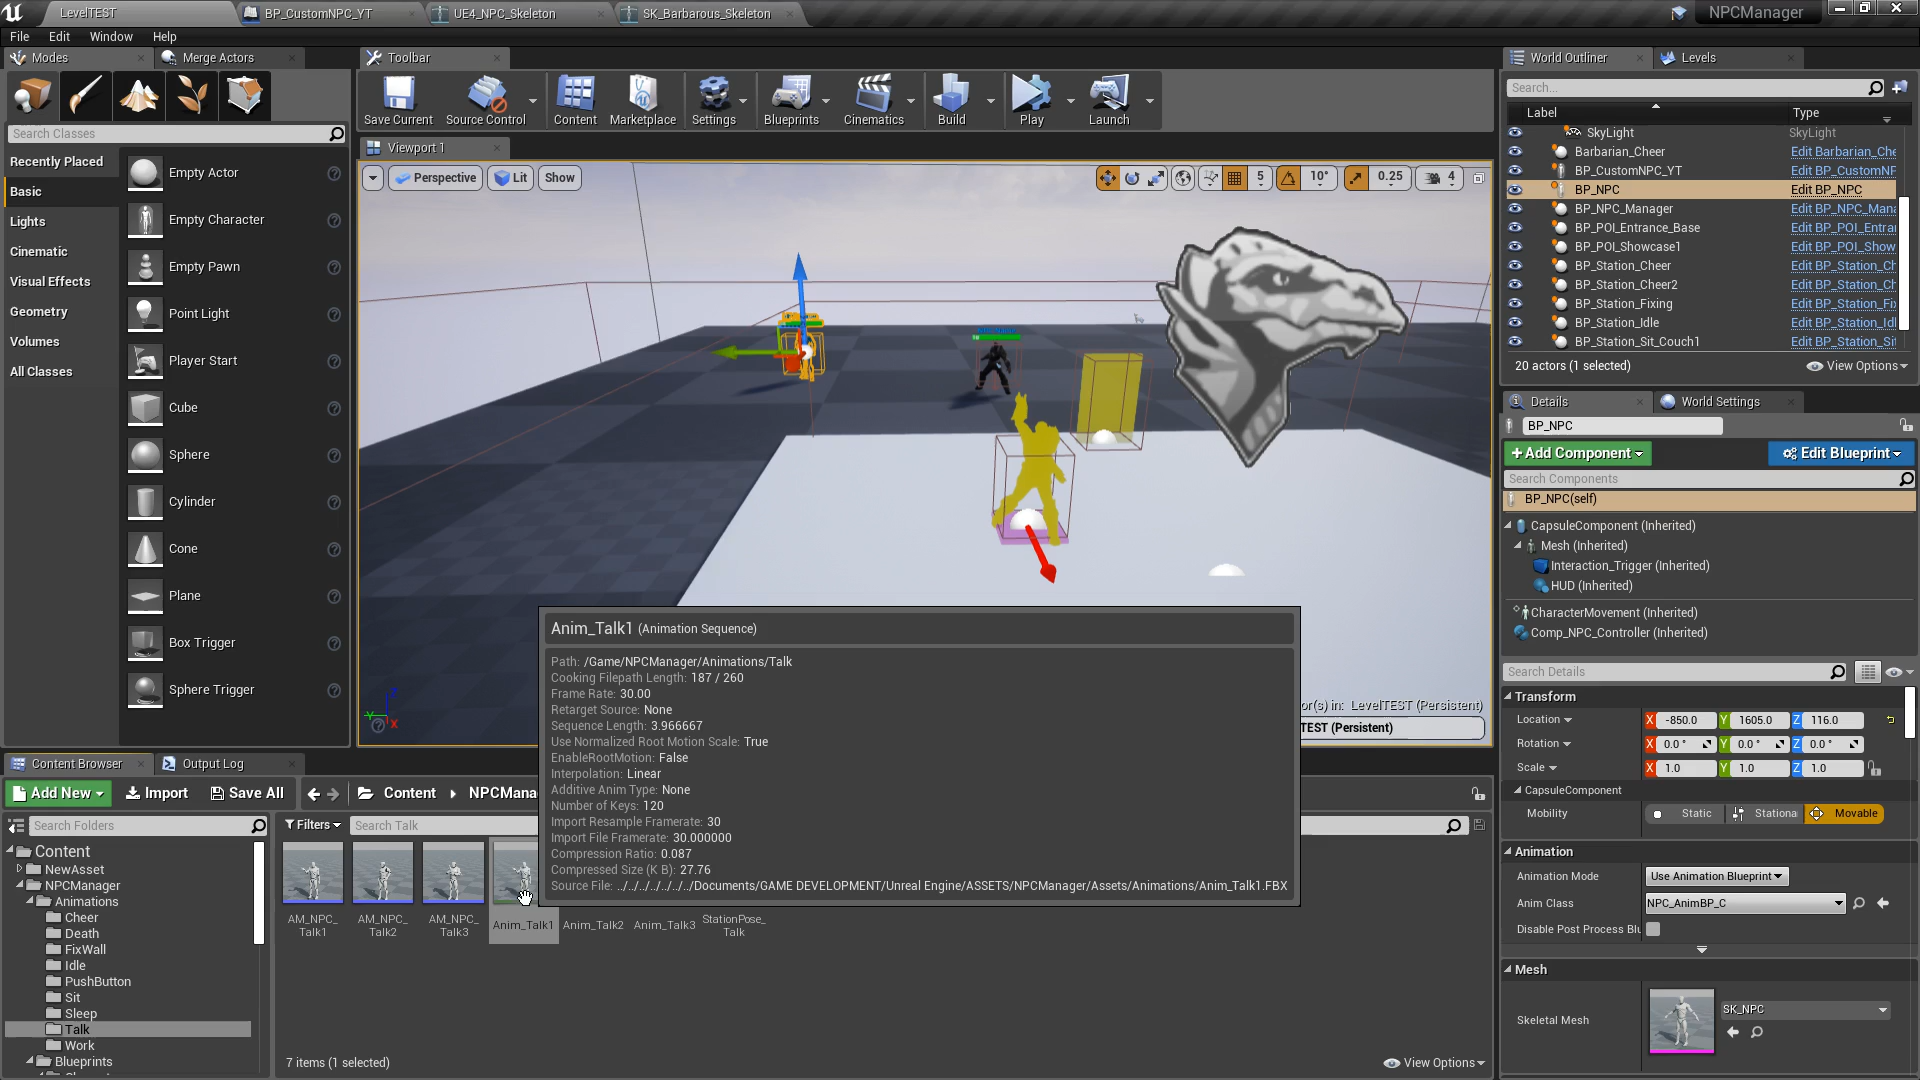 LevelTEST
BP_CustomNPC_YT
UE4_NPC_Skeleton
SK_Barbarous_Skeleton
NPCManager
File Edit Window Help
Modes
Merge Actors
Toolbar
World Outliner
Levels
Save Current
Source Control
Content
Marketplace
Settings
Blueprints
Cinematics
Build
Play
Launch
Search...
Label
Type
Search Classes
Recently Placed
Basic
Lights
Cinematic
Visual Effects
Geometry
Volumes
All Classes
Empty Actor
Empty Character
Empty Pawn
Point Light
Player Start
Cube
Sphere
Cylinder
Cone
Plane
Box Trigger
Sphere Trigger
Viewport 1
Perspective
Lit
Show
5
10°
0.25
4
SkyLight SkyLight
Barbarian_Cheer Edit Barbarian_Che
BP_CustomNPC_YT Edit BP_CustomNP
BP_NPC Edit BP_NPC
BP_NPC_Manager Edit BP_NPC_Mana
BP_POI_Entrance_Base Edit BP_POI_Entra
BP_POI_Showcase1 Edit BP_POI_Show
BP_Station_Cheer Edit BP_Station_Ch
BP_Station_Cheer2 Edit BP_Station_Ch
BP_Station_Fixing Edit BP_Station_Fix
BP_Station_Idle Edit BP_Station_Idl
BP_Station_Sit_Couch1 Edit BP_Station_Sit
20 actors (1 selected)
View Options
Details
World Settings
BP_NPC
Add Component
Edit Blueprint
Search Components
BP_NPC(self)
CapsuleComponent (Inherited)
Mesh (Inherited)
Interaction_Trigger (Inherited)
HUD (Inherited)
CharacterMovement (Inherited)
Comp_NPC_Controller (Inherited)
Search Details
Transform
Location X -850.0 Y 1605.0 Z 116.0
Rotation X 0.0 ° Y 0.0 ° Z 0.0 °
Scale X 1.0 Y 1.0 Z 1.0
CapsuleComponent
Mobility Static Stationa Movable
Animation
Animation Mode Use Animation Blueprint
Anim Class NPC_AnimBP_C
Disable Post Process Blu
Mesh
Skeletal Mesh SK_NPC
Z
Y
X
or(s) in: LevelTEST (Persistent)
TEST (Persistent)
Anim_Talk1 (Animation Sequence)
Path: /Game/NPCManager/Animations/Talk
Cooking Filepath Length: 187 / 260
Frame Rate: 30.00
Retarget Source: None
Sequence Length: 3.966667
Use Normalized Root Motion Scale: True
EnableRootMotion: False
Interpolation: Linear
Additive Anim Type: None
Number of Keys: 120
Import Resample Framerate: 30
Import File Framerate: 30.000000
Compression Ratio: 0.087
Compressed Size (K B): 27.76
Source File: ../../../../../../../Documents/GAME DEVELOPMENT/Unreal Engine/ASSETS/NPCManager/Assets/Animations/Anim_Talk1.FBX
Content Browser
Output Log
Add New
Import
Save All
Content
NPCMana
Search Folders
Filters
Search Talk
Content
NewAsset
NPCManager
Animations
Cheer
Death
FixWall
Idle
PushButton
Sit
Sleep
Talk
Work
Blueprints
AM_NPC_
Talk1
AM_NPC_
Talk2
AM_NPC_
Talk3
Anim_Talk1
Anim_Talk2
Anim_Talk3
StationPose_
Talk
7 items (1 selected)
View Options